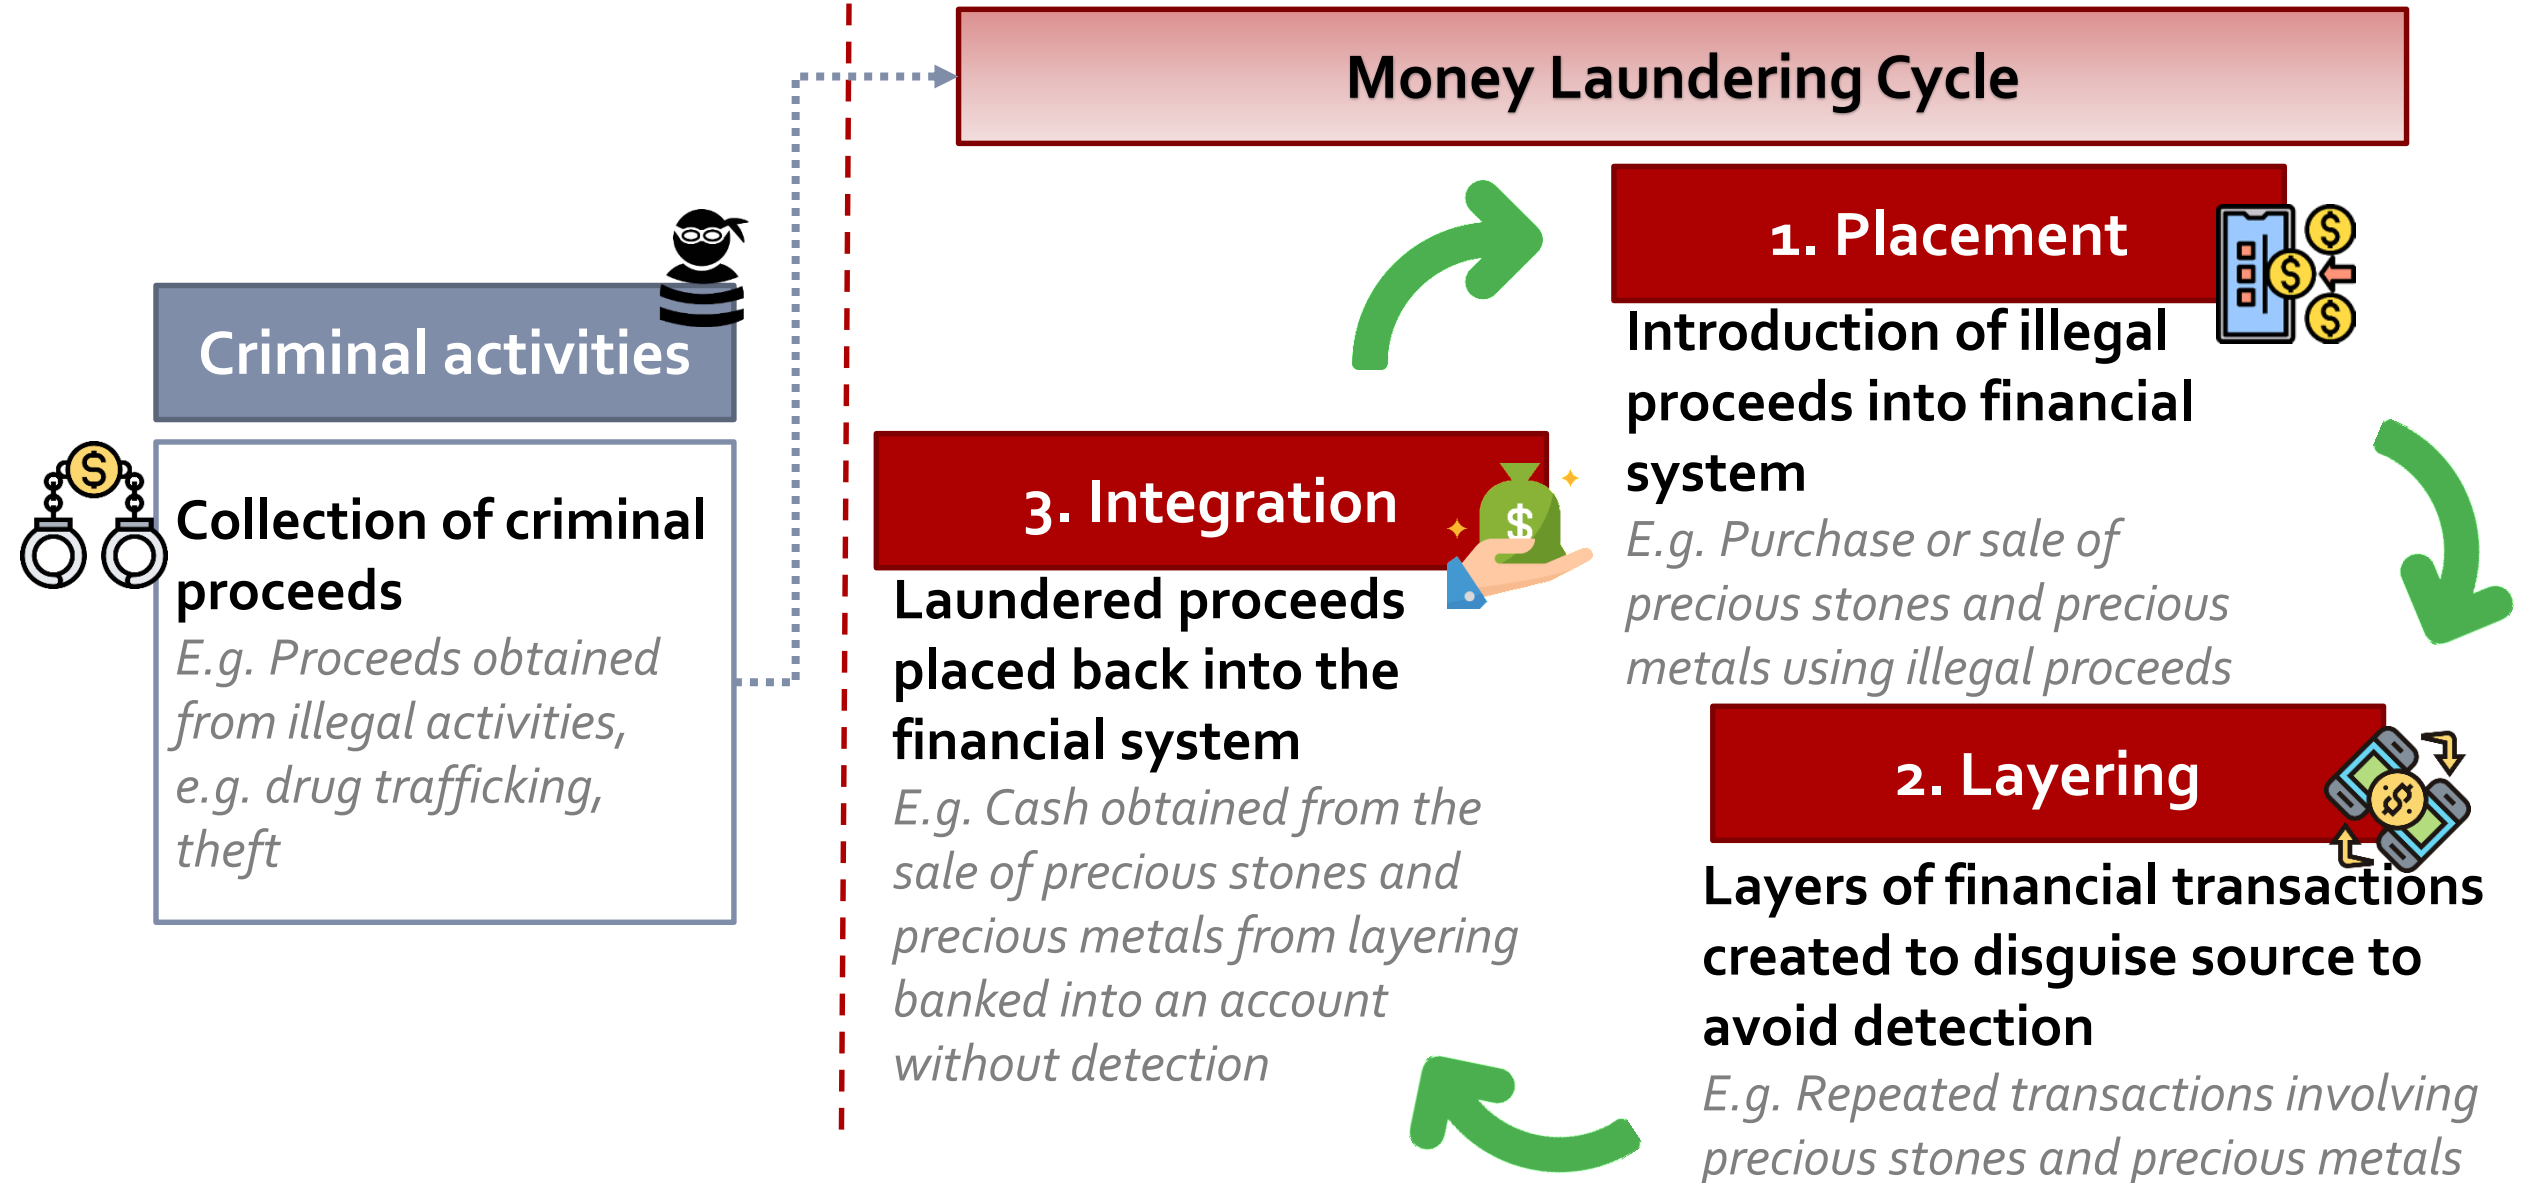 Money Laundering Cycle
Criminal activities
Collection of criminal
proceeds
E.g. Proceeds obtained
from illegal activities,
e.g. drug trafficking,
theft
1. Placement
Introduction of illegal
proceeds into financial
system
E.g. Purchase or sale of
precious stones and precious
metals using illegal proceeds
2. Layering
Layers of financial transactions
created to disguise source to
avoid detection
E.g. Repeated transactions involving
precious stones and precious metals
3. Integration
Laundered proceeds
placed back into the
financial system
E.g. Cash obtained from the
sale of precious stones and
precious metals from layering
banked into an account
without detection